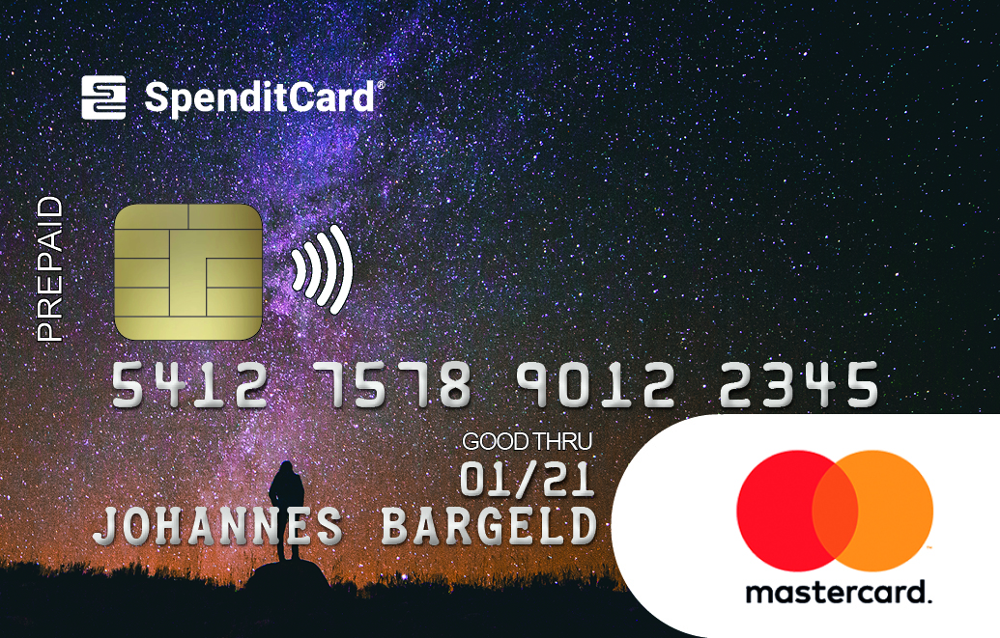 SpenditCard®
PREPAID
5412 7578 9012 2345
GOOD THRU
01/21
JOHANNES BARGELD
mastercard.